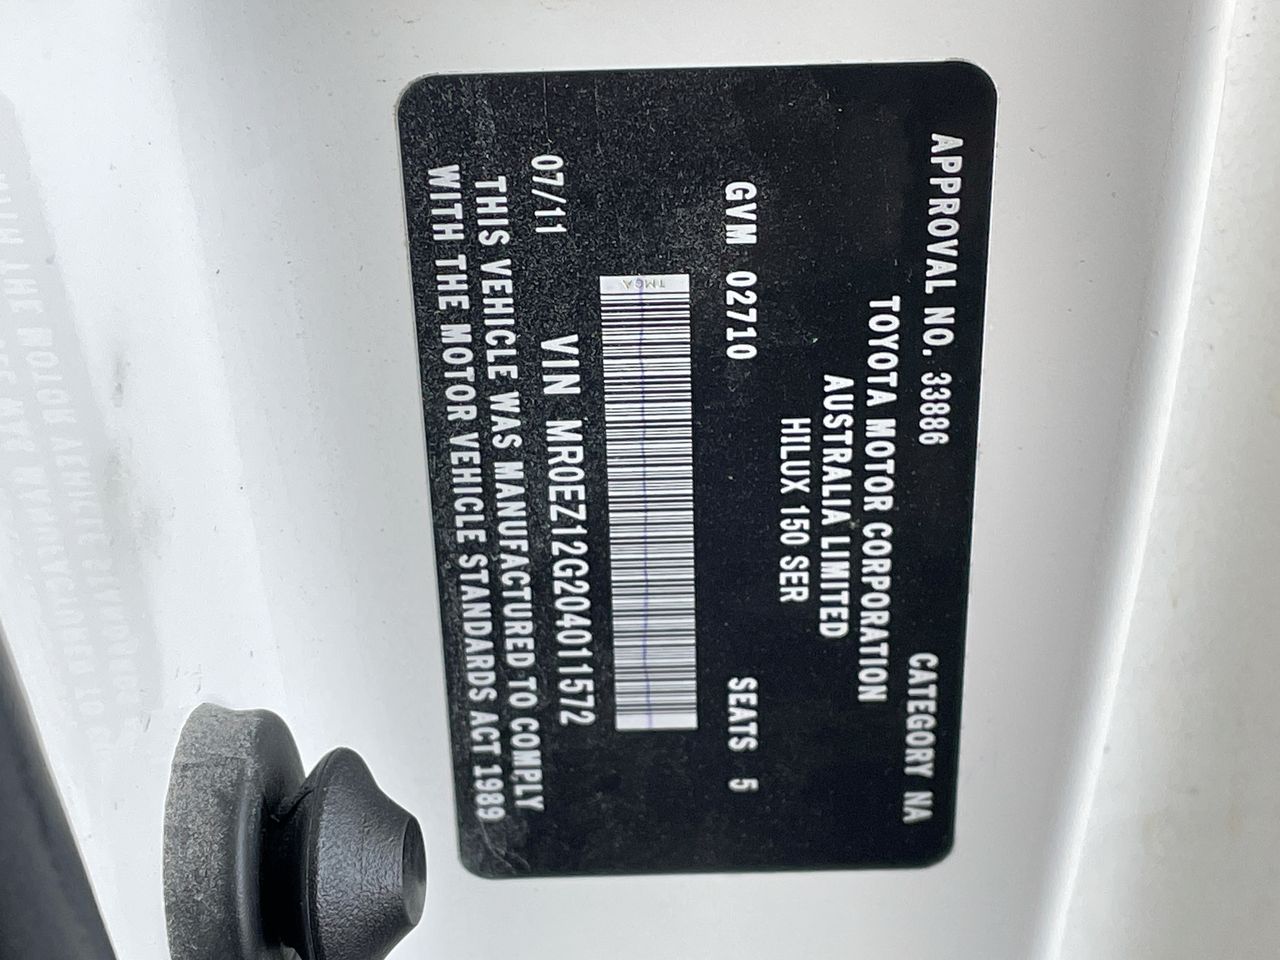 APPROVAL NO. 33886 CATEGORY NA
TOYOTA MOTOR CORPORATION
AUSTRALIA LIMITED
HILUX 150 SER
GVM 02710 SEATS 5
TMCA
07/11 VIN MR0EZ12G204011572
THIS VEHICLE WAS MANUFACTURED TO COMPLY
WITH THE MOTOR VEHICLE STANDARDS ACT 1989